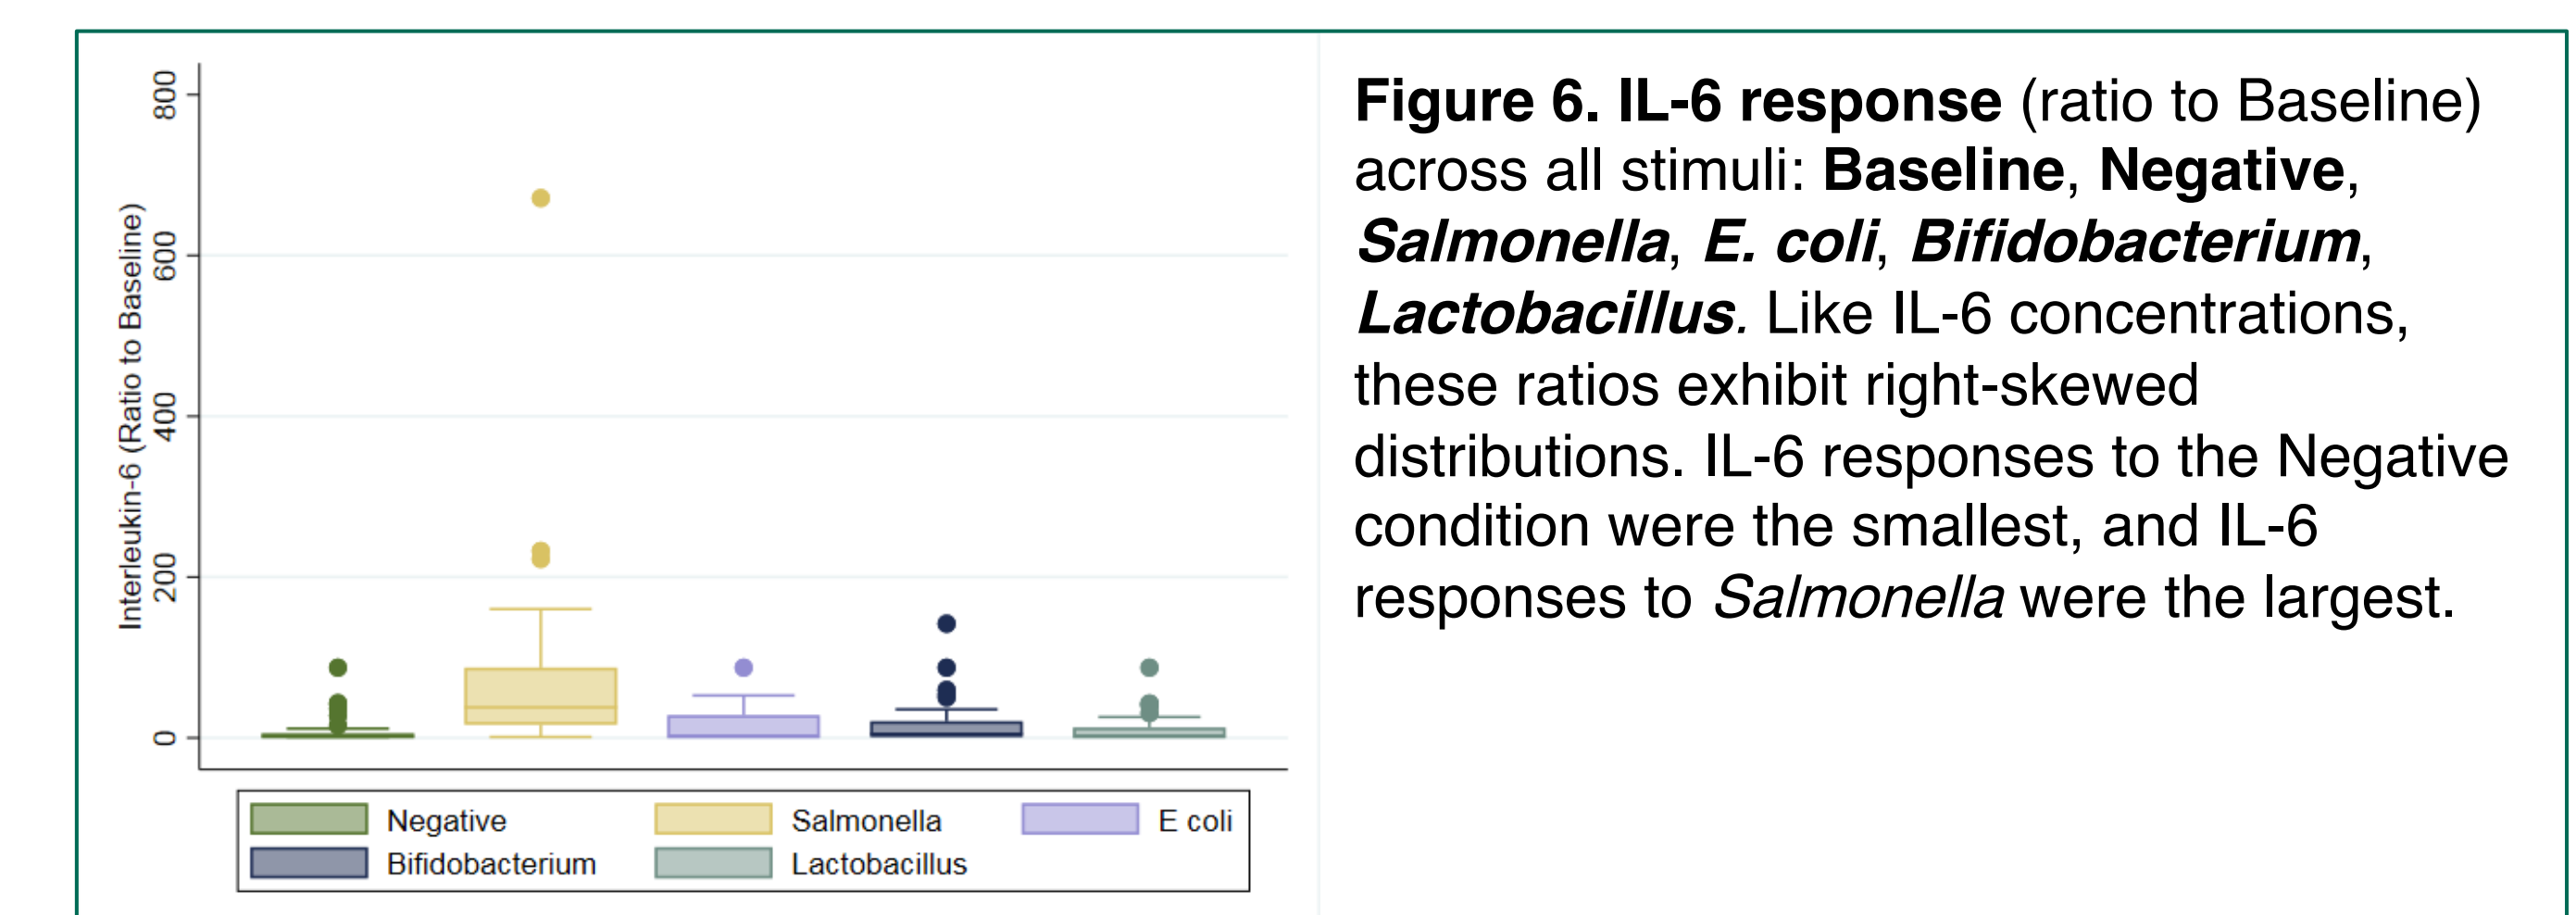 800
600
400
200
0
Interleukin-6 (Ratio to Baseline)
Negative
Salmonella
E coli
Bifidobacterium
Lactobacillus
Figure 6. IL-6 response (ratio to Baseline)
across all stimuli: Baseline, Negative,
Salmonella, E. coli, Bifidobacterium,
Lactobacillus. Like IL-6 concentrations,
these ratios exhibit right-skewed
distributions. IL-6 responses to the Negative
condition were the smallest, and IL-6
responses to Salmonella were the largest.